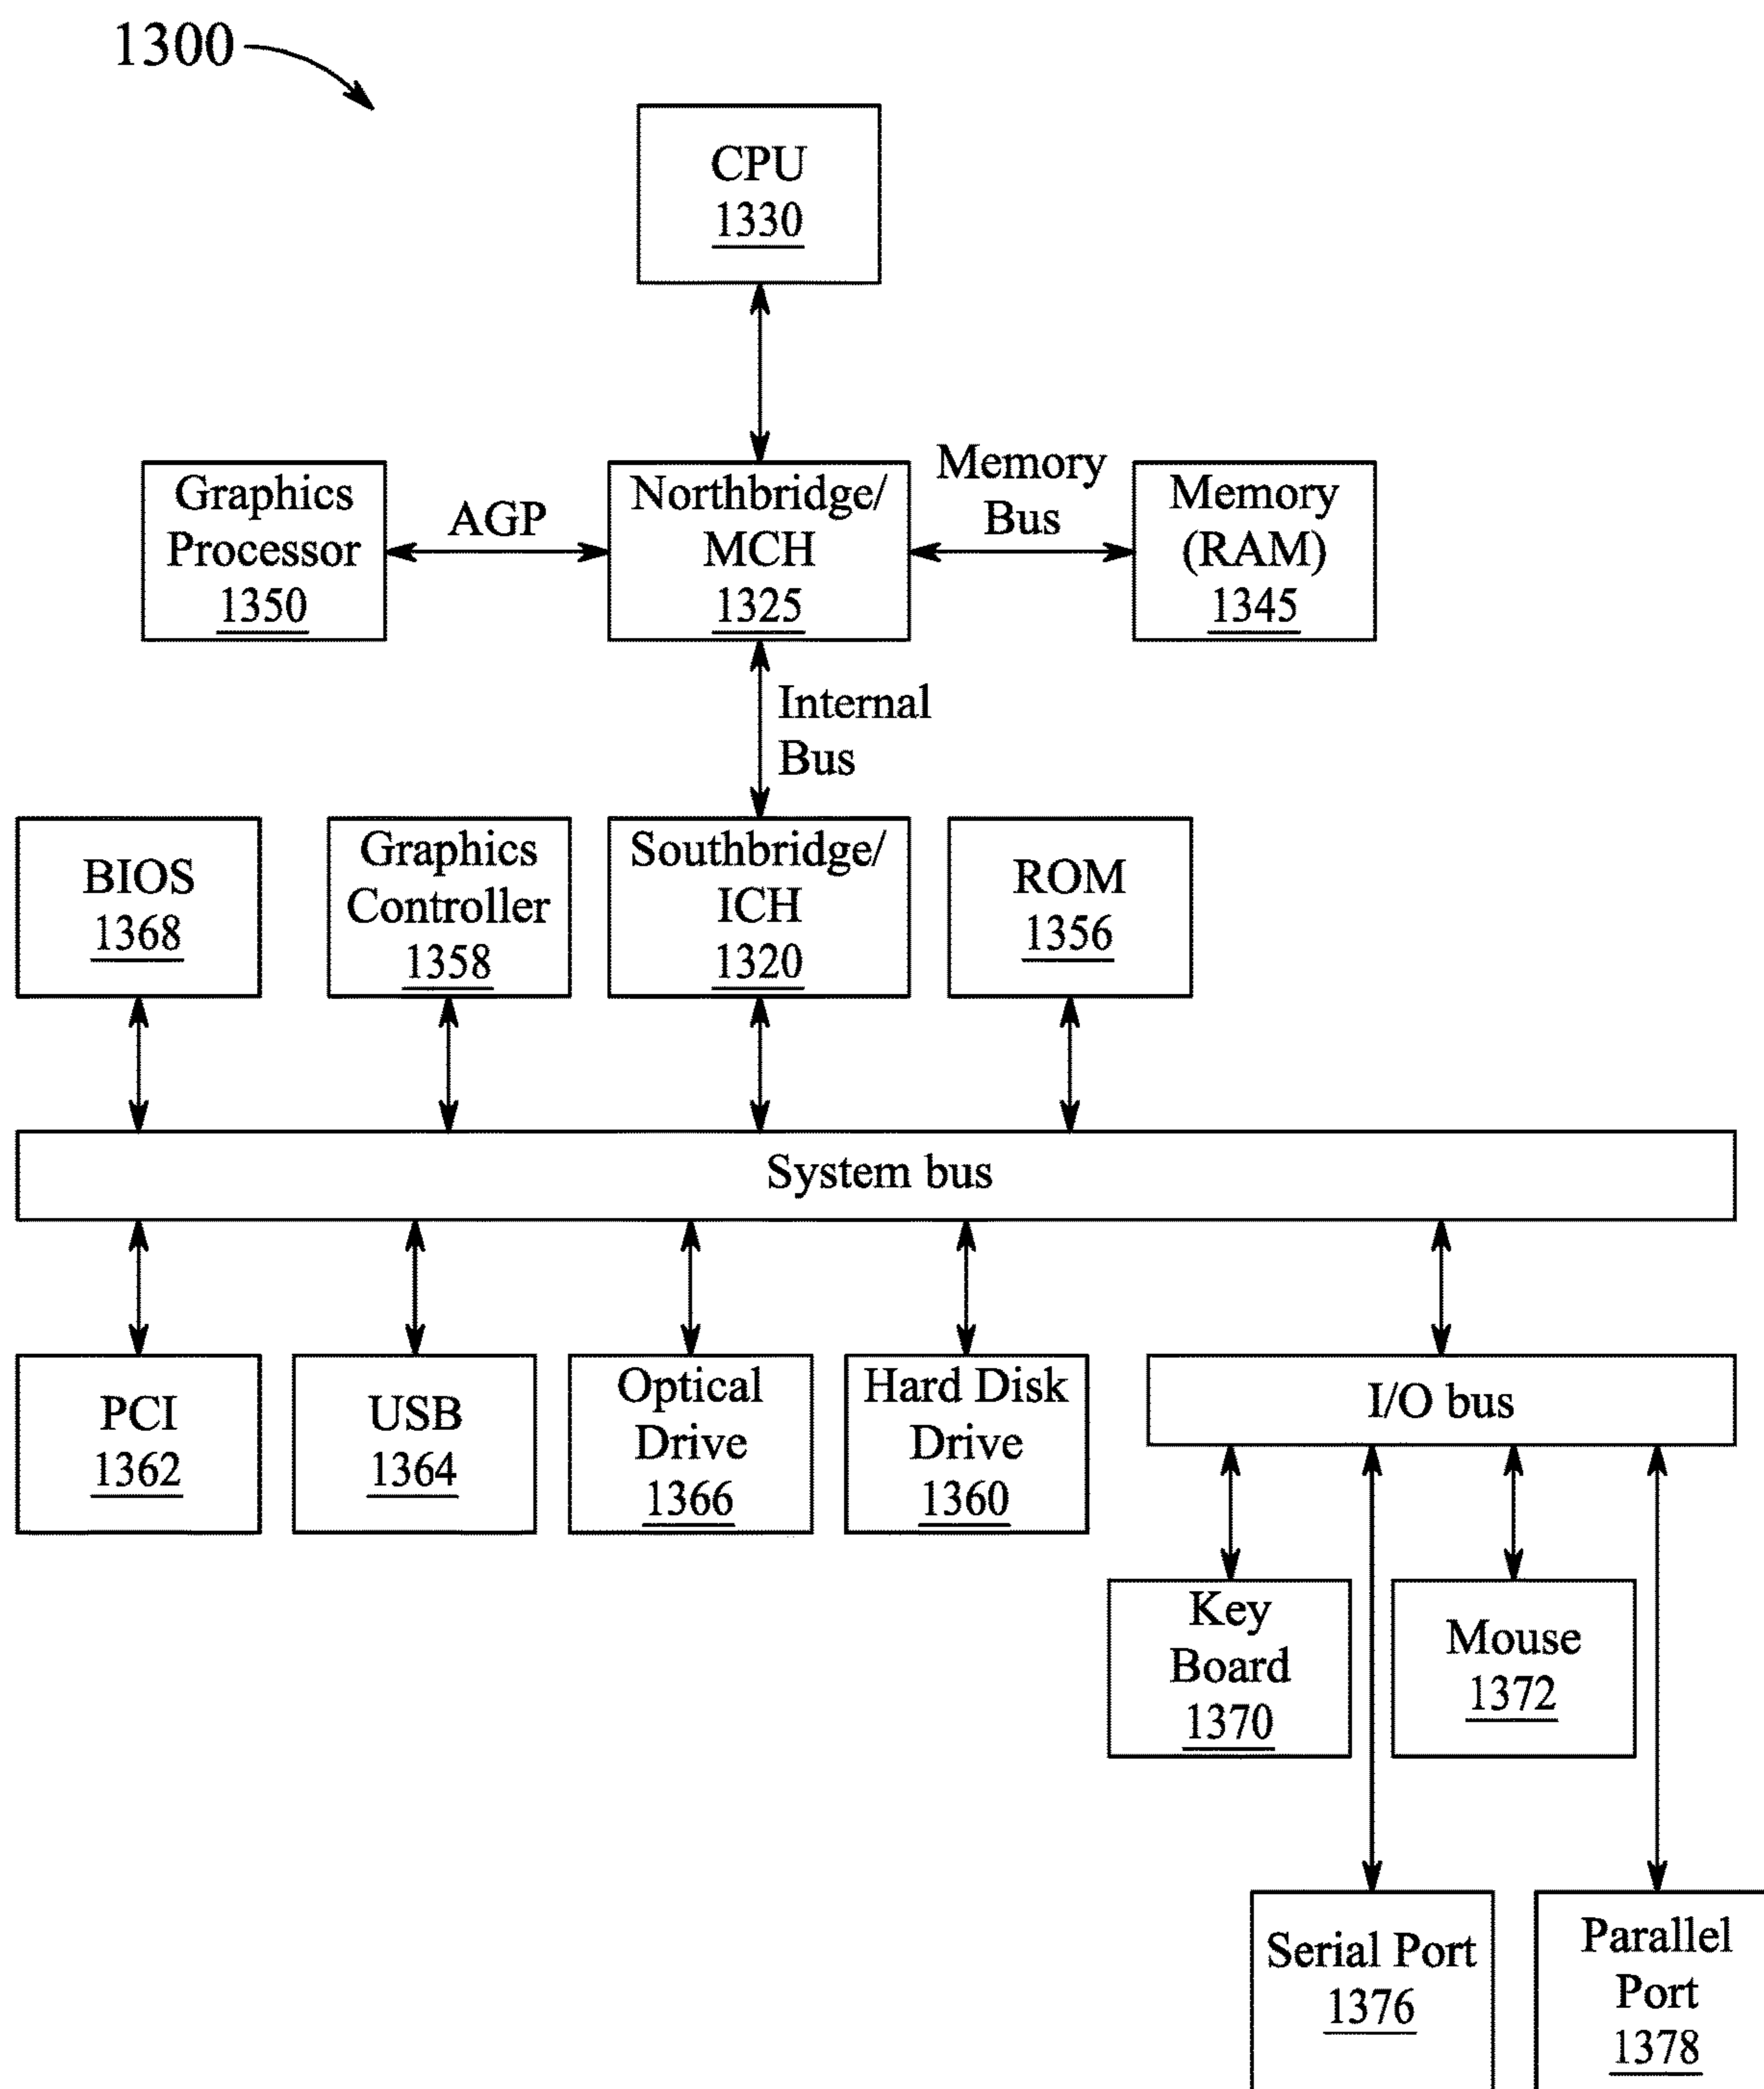 1300
CPU
1330
Graphics
Processor
1350
AGP
Northbridge/
MCH
1325
Memory
Bus
Memory
(RAM)
1345
Internal
Bus
BIOS
1368
Graphics
Controller
1358
Southbridge/
ICH
1320
ROM
1356
System bus
PCI
1362
USB
1364
Optical
Drive
1366
Hard Disk
Drive
1360
I/O bus
Key
Board
1370
Mouse
1372
Serial Port
1376
Parallel
Port
1378